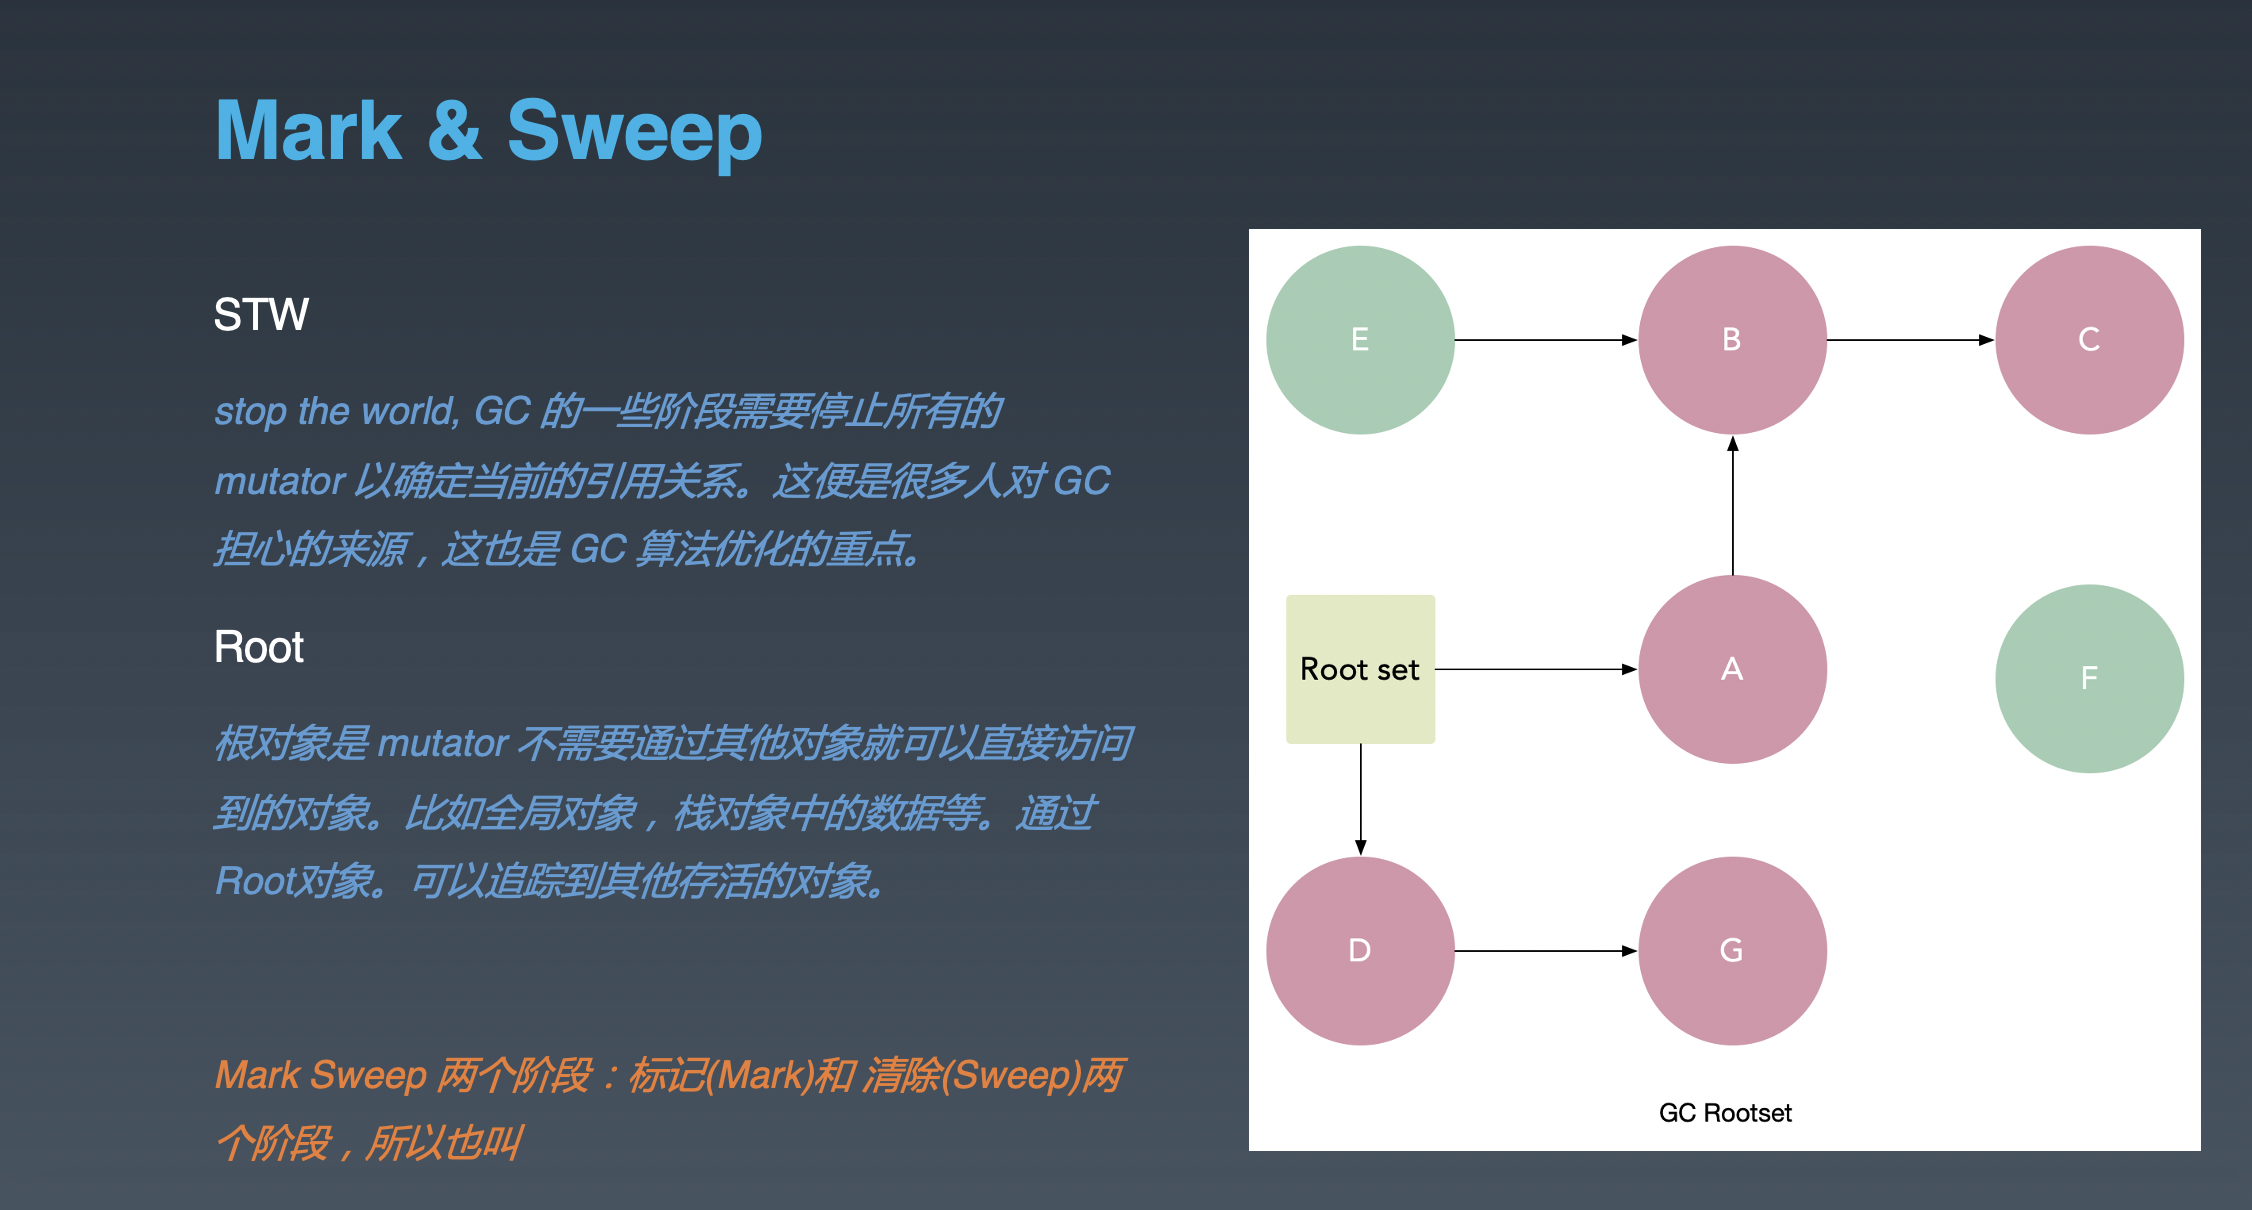 Mark & Sweep
STW
stop the world, GC 的一些阶段需要停止所有的
mutator 以确定当前的引用关系。这便是很多人对 GC
担心的来源，这也是 GC 算法优化的重点。
Root
根对象是 mutator 不需要通过其他对象就可以直接访问
到的对象。比如全局对象，栈对象中的数据等。通过
Root对象。可以追踪到其他存活的对象。
Mark Sweep 两个阶段：标记(Mark)和 清除(Sweep)两
个阶段，所以也叫
E
B
C
Root set
A
F
D
G
GC Rootset